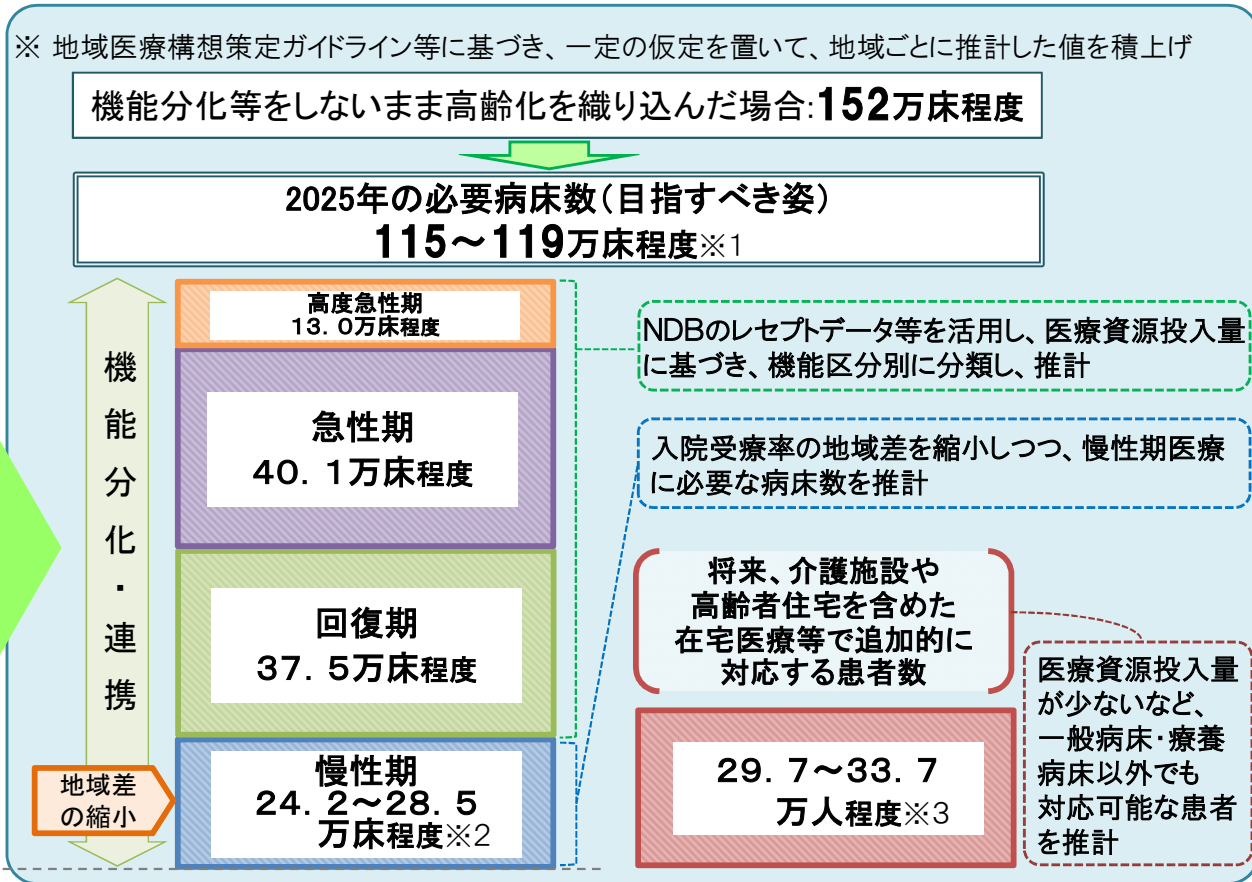 ※ 地域医療構想策定ガイドライン等に基づき、一定の仮定を置いて、地域ごとに推計した値を積上げ
機能分化等をしないまま高齢化を織り込んだ場合:152万床程度
2025年の必要病床数(目指すべき姿)
115～119万床程度※1
機能分化・連携
地域差
の縮小
高度急性期
１３．０万床程度
急性期
４０．１万床程度
回復期
３７．５万床程度
慢性期
２４．２～２８．５
万床程度※2
NDBのレセプトデータ等を活用し、医療資源投入量
に基づき、機能区分別に分類し、推計
入院受療率の地域差を縮小しつつ、慢性期医療
に必要な病床数を推計
将来、介護施設や
高齢者住宅を含めた
在宅医療等で追加的に
対応する患者数
２９．７～３３．７
万人程度※3
医療資源投入量
が少ないなど、
一般病床・療養
病床以外でも
対応可能な患者
を推計